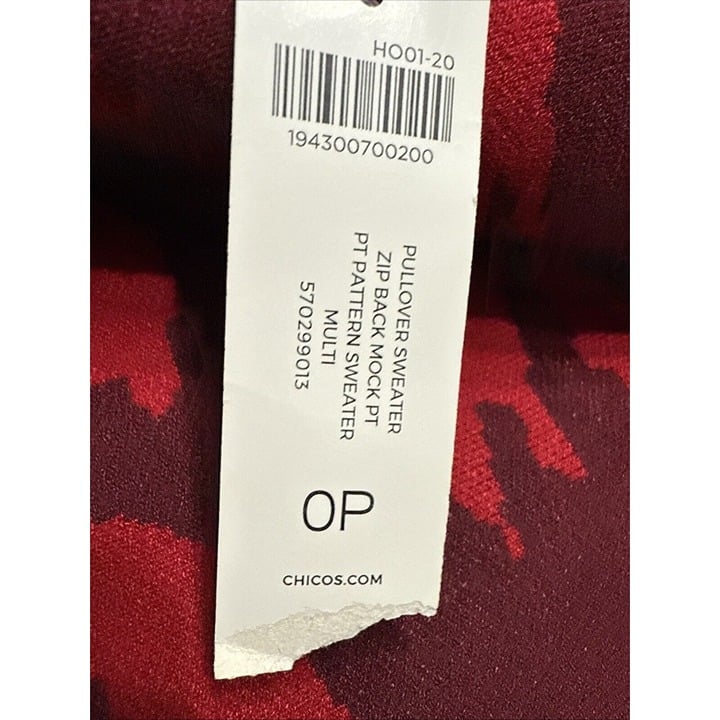 HO01-20
194300700200
PULLOVER SWEATER
ZIP BACK MOCK PT
PT PATTERN SWEATER
MULTI
570299013
0P
CHICOS.COM